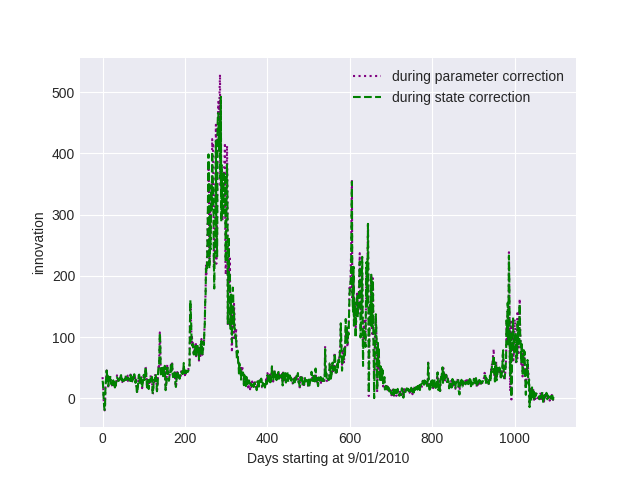 during parameter correction
during state correction
500
400
300
200
100
0
innovation
0 200 400 600 800 1000
Days starting at 9/01/2010